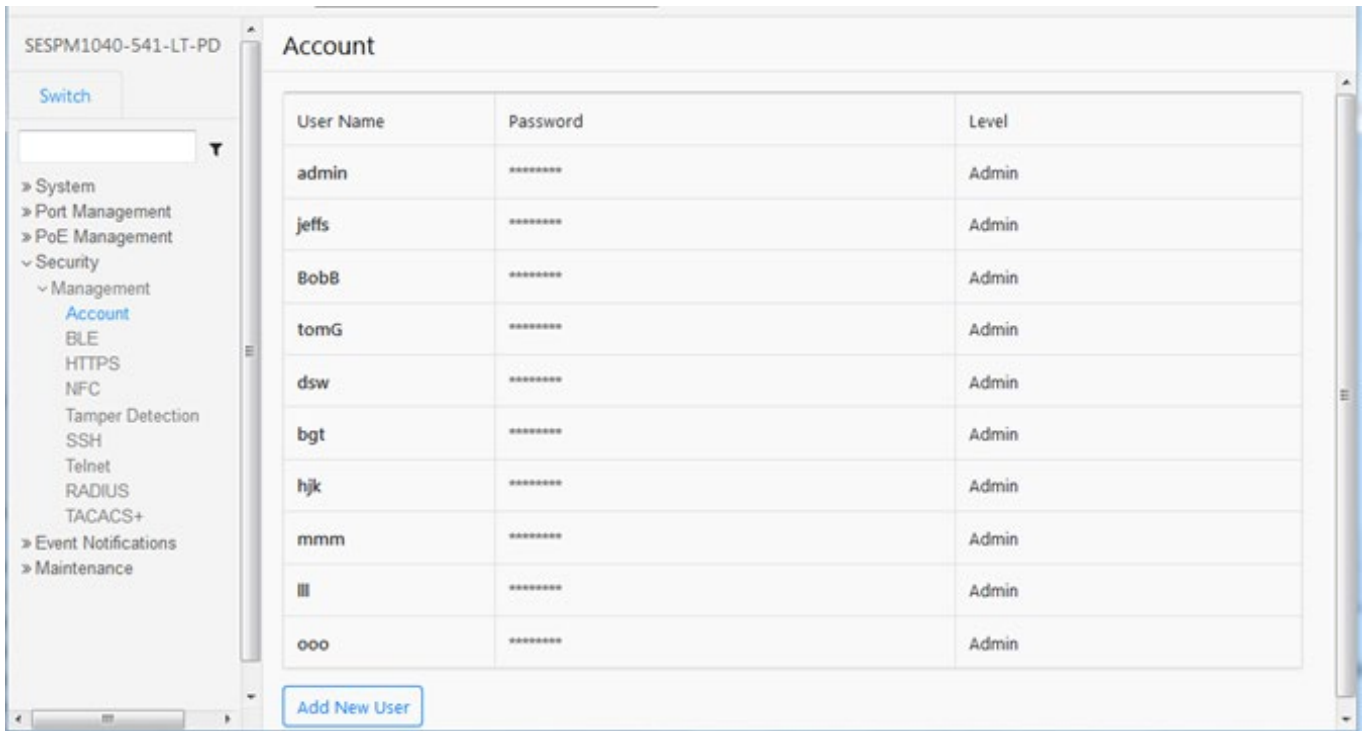 SESPM1040-541-LT-PD
Switch
» System
» Port Management
» PoE Management
Security
Management
Account
BLE
HTTPS
NFC
Tamper Detection
SSH
Telnet
RADIUS
TACACS+
» Event Notifications
» Maintenance
Account
User Name Password Level
admin ******** Admin
jeffs ******** Admin
BobB ******** Admin
tomG ******** Admin
dsw ******** Admin
bgt ******** Admin
hjk ******** Admin
mmm ******** Admin
lll ******** Admin
ooo ******** Admin
Add New User